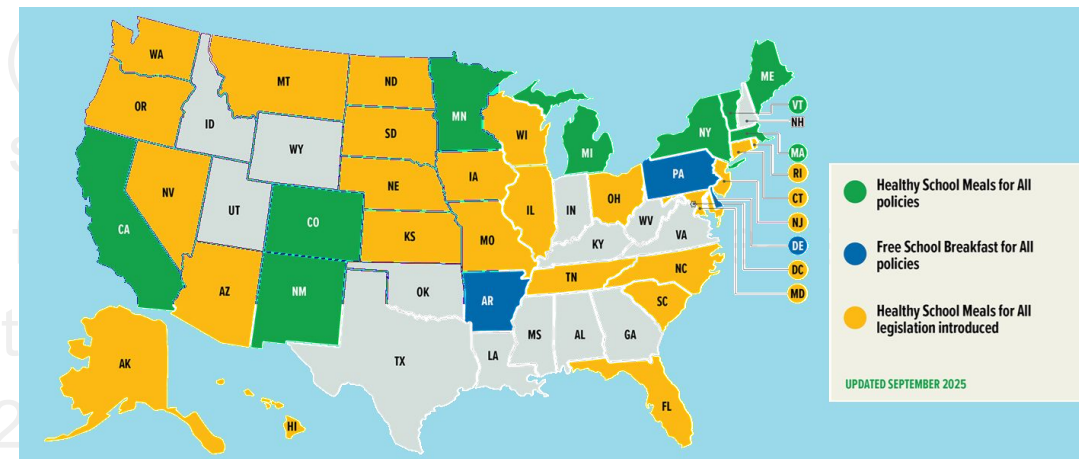 WA
MT
ND
MN
ME
OR
ID
SD
WI
NY
VT
NH
WY
MI
MA
NV
NE
IA
PA
RI
CA
UT
CO
KS
MO
IL
IN
OH
WV
VA
KY
CT
NJ
DE
DC
MD
AZ
NM
OK
AR
TN
NC
SC
TX
LA
MS
AL
GA
AK
HI
FL
Healthy School Meals for All
policies
Free School Breakfast for All
policies
Healthy School Meals for All
legislation introduced
UPDATED SEPTEMBER 2025